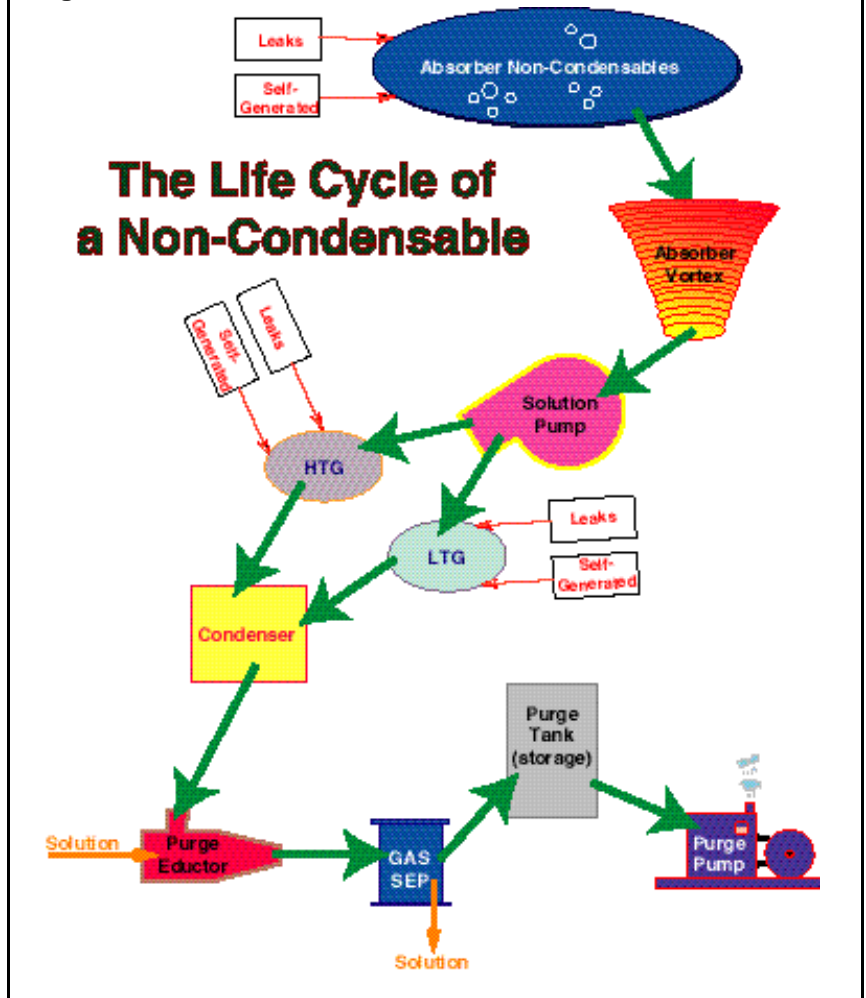 Leaks
Absorber Non-Condensables
Self-
Generated
The Life Cycle of
a Non-Condensable
Absorber
Vortex
Leaks
Self-
Generated
Solution
Pump
HTG
Leaks
LTG
Self-
Generated
Condenser
Purge
Tank
(storage)
Solution
Purge
Eductor
GAS
SEP
Purge
Pump
Solution